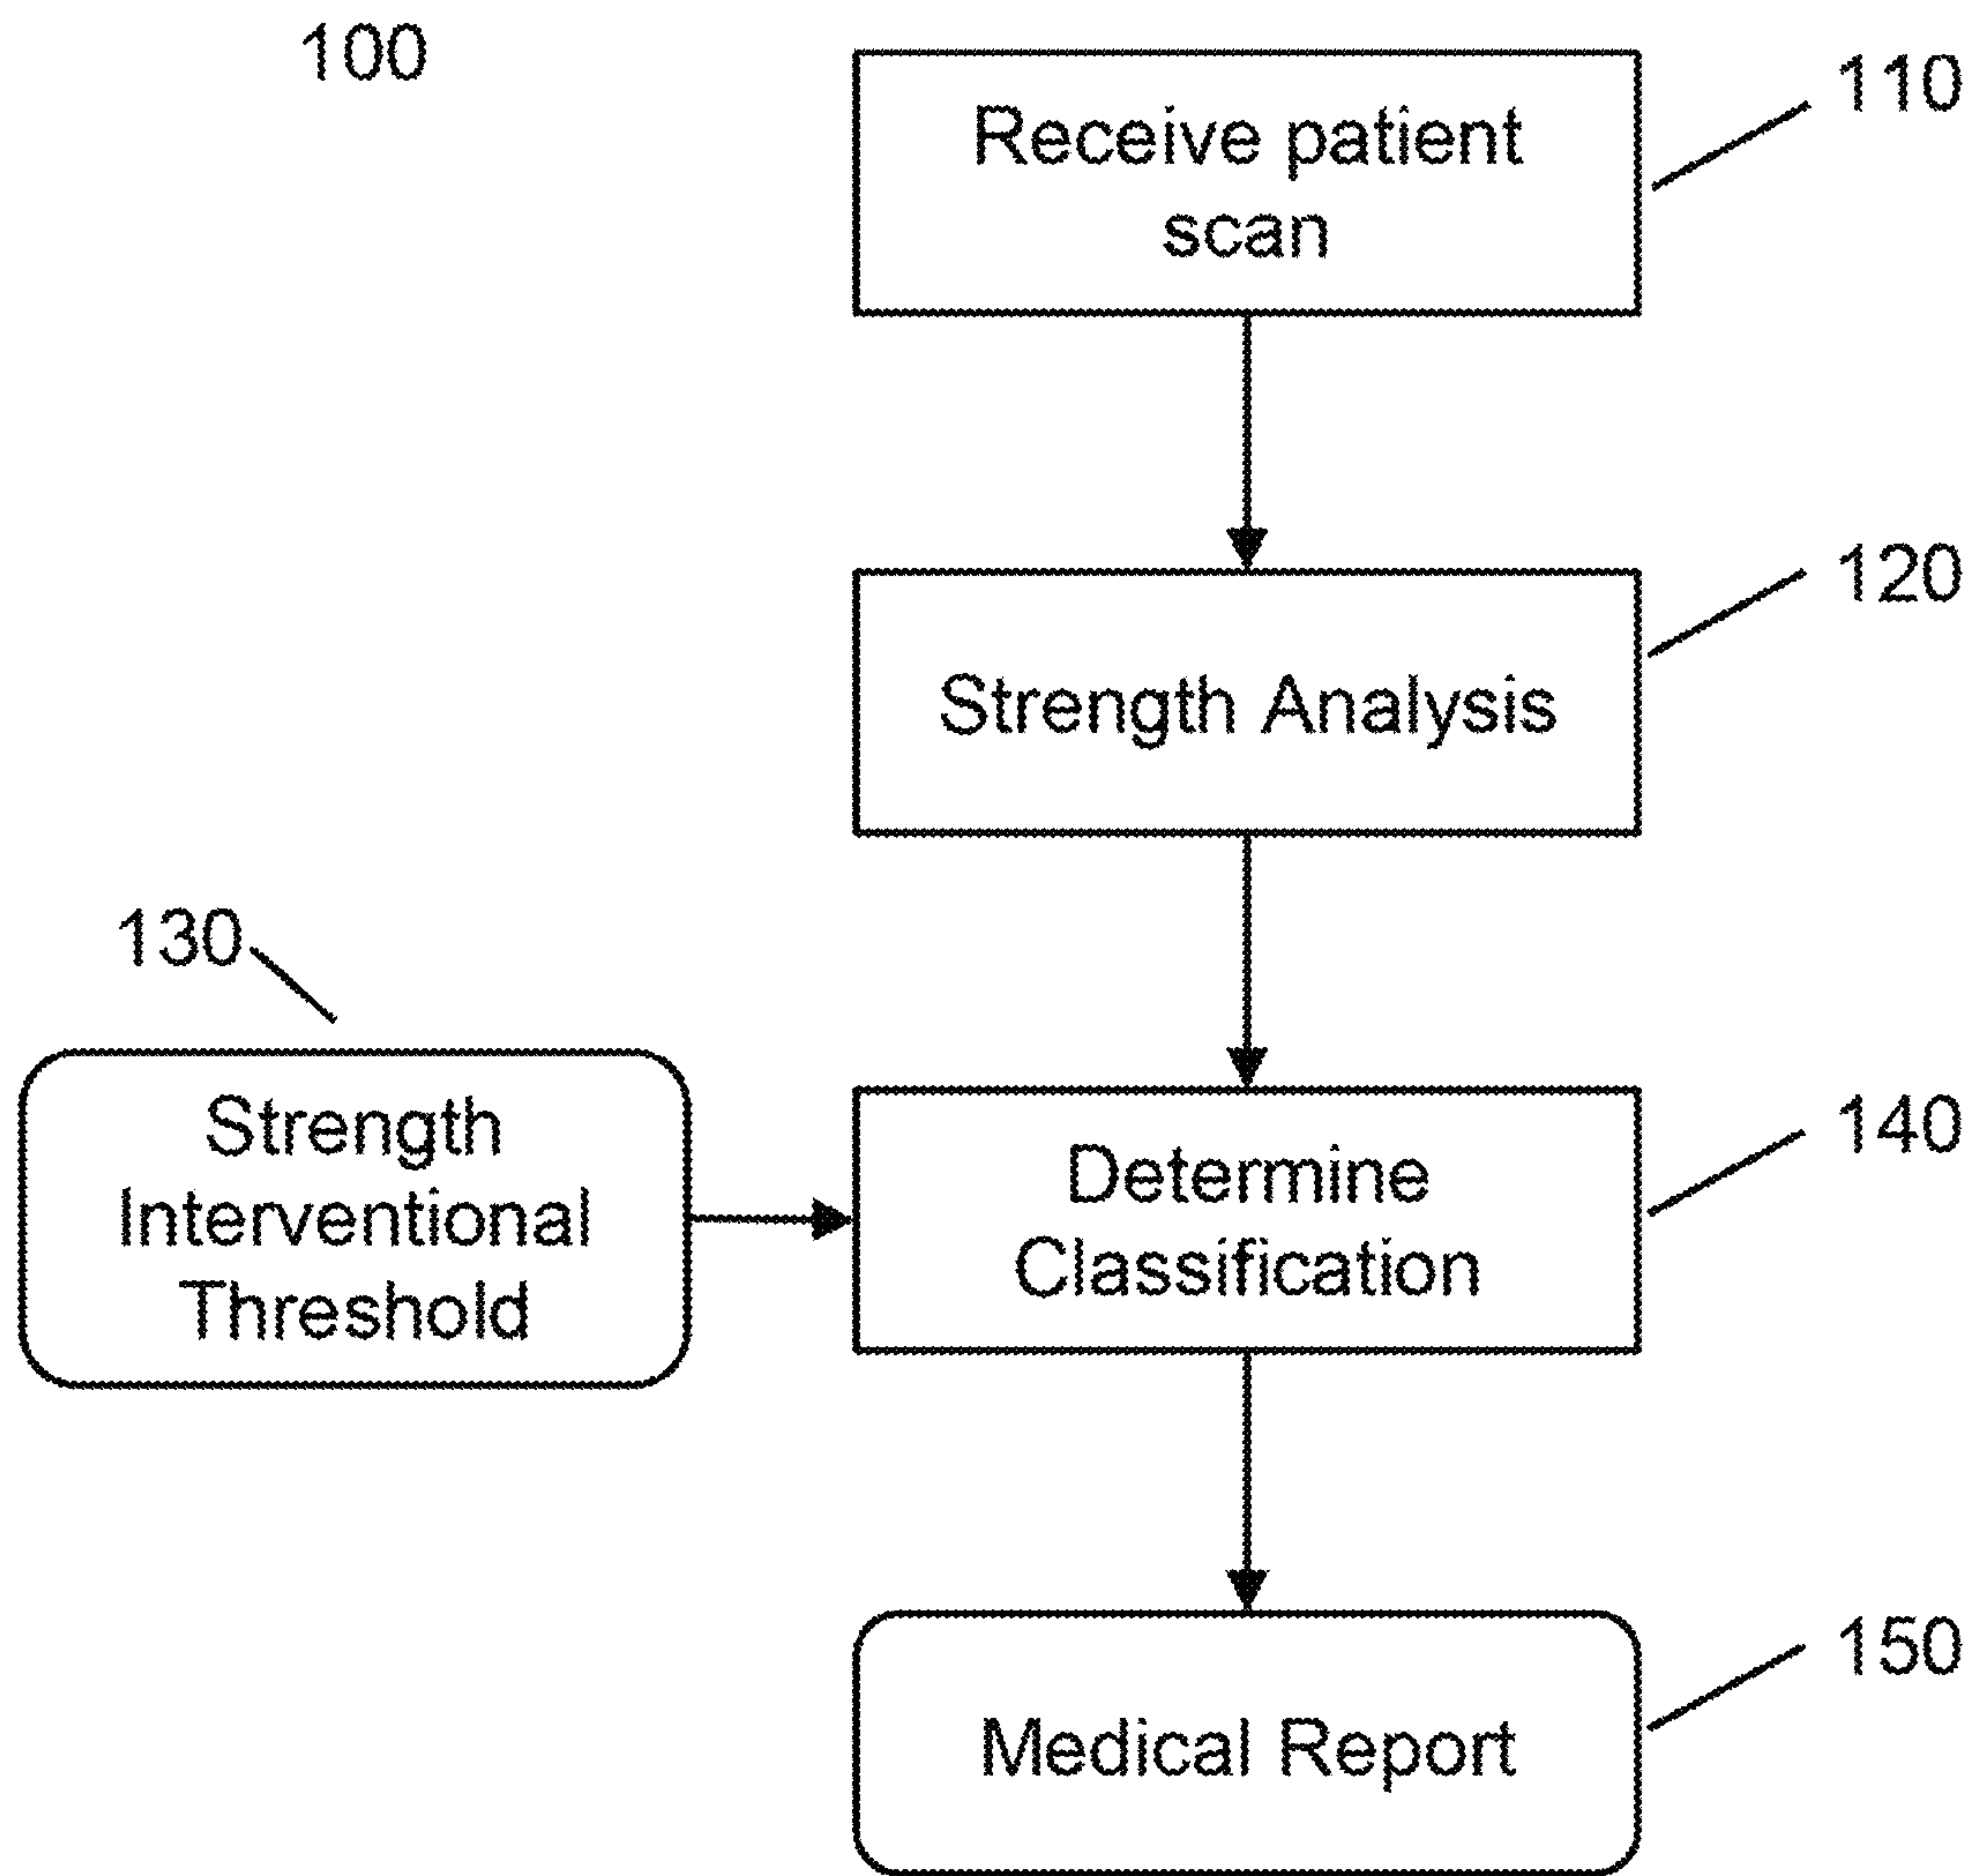 100
110
Receive patient
scan
120
Strength Analysis
130
Strength
Interventional
Threshold
140
Determine
Classification
150
Medical Report